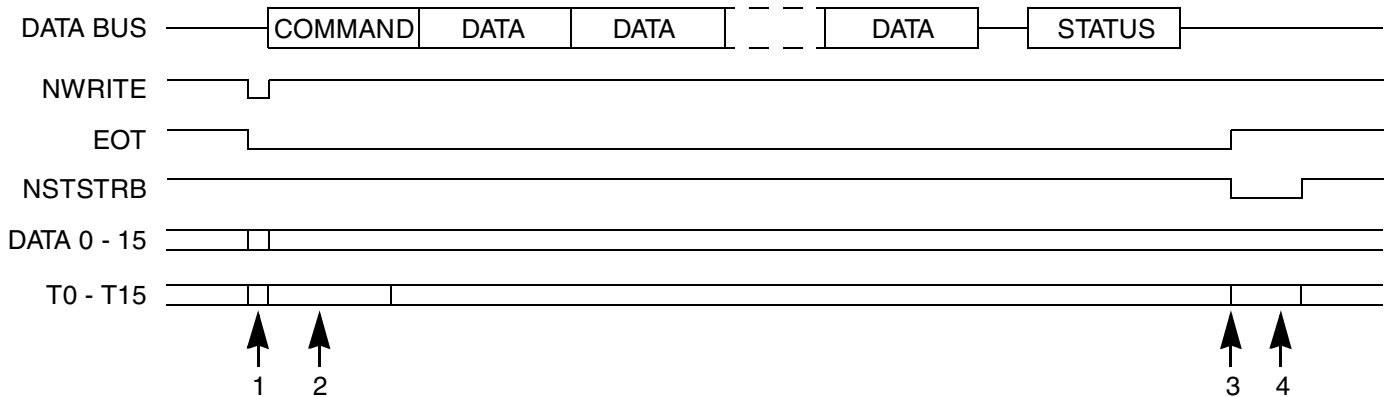 DATA BUS COMMAND DATA DATA DATA STATUS
NWRITE
EOT
NSTSTRB
DATA 0 - 15
T0 - T15
1 2 3 4